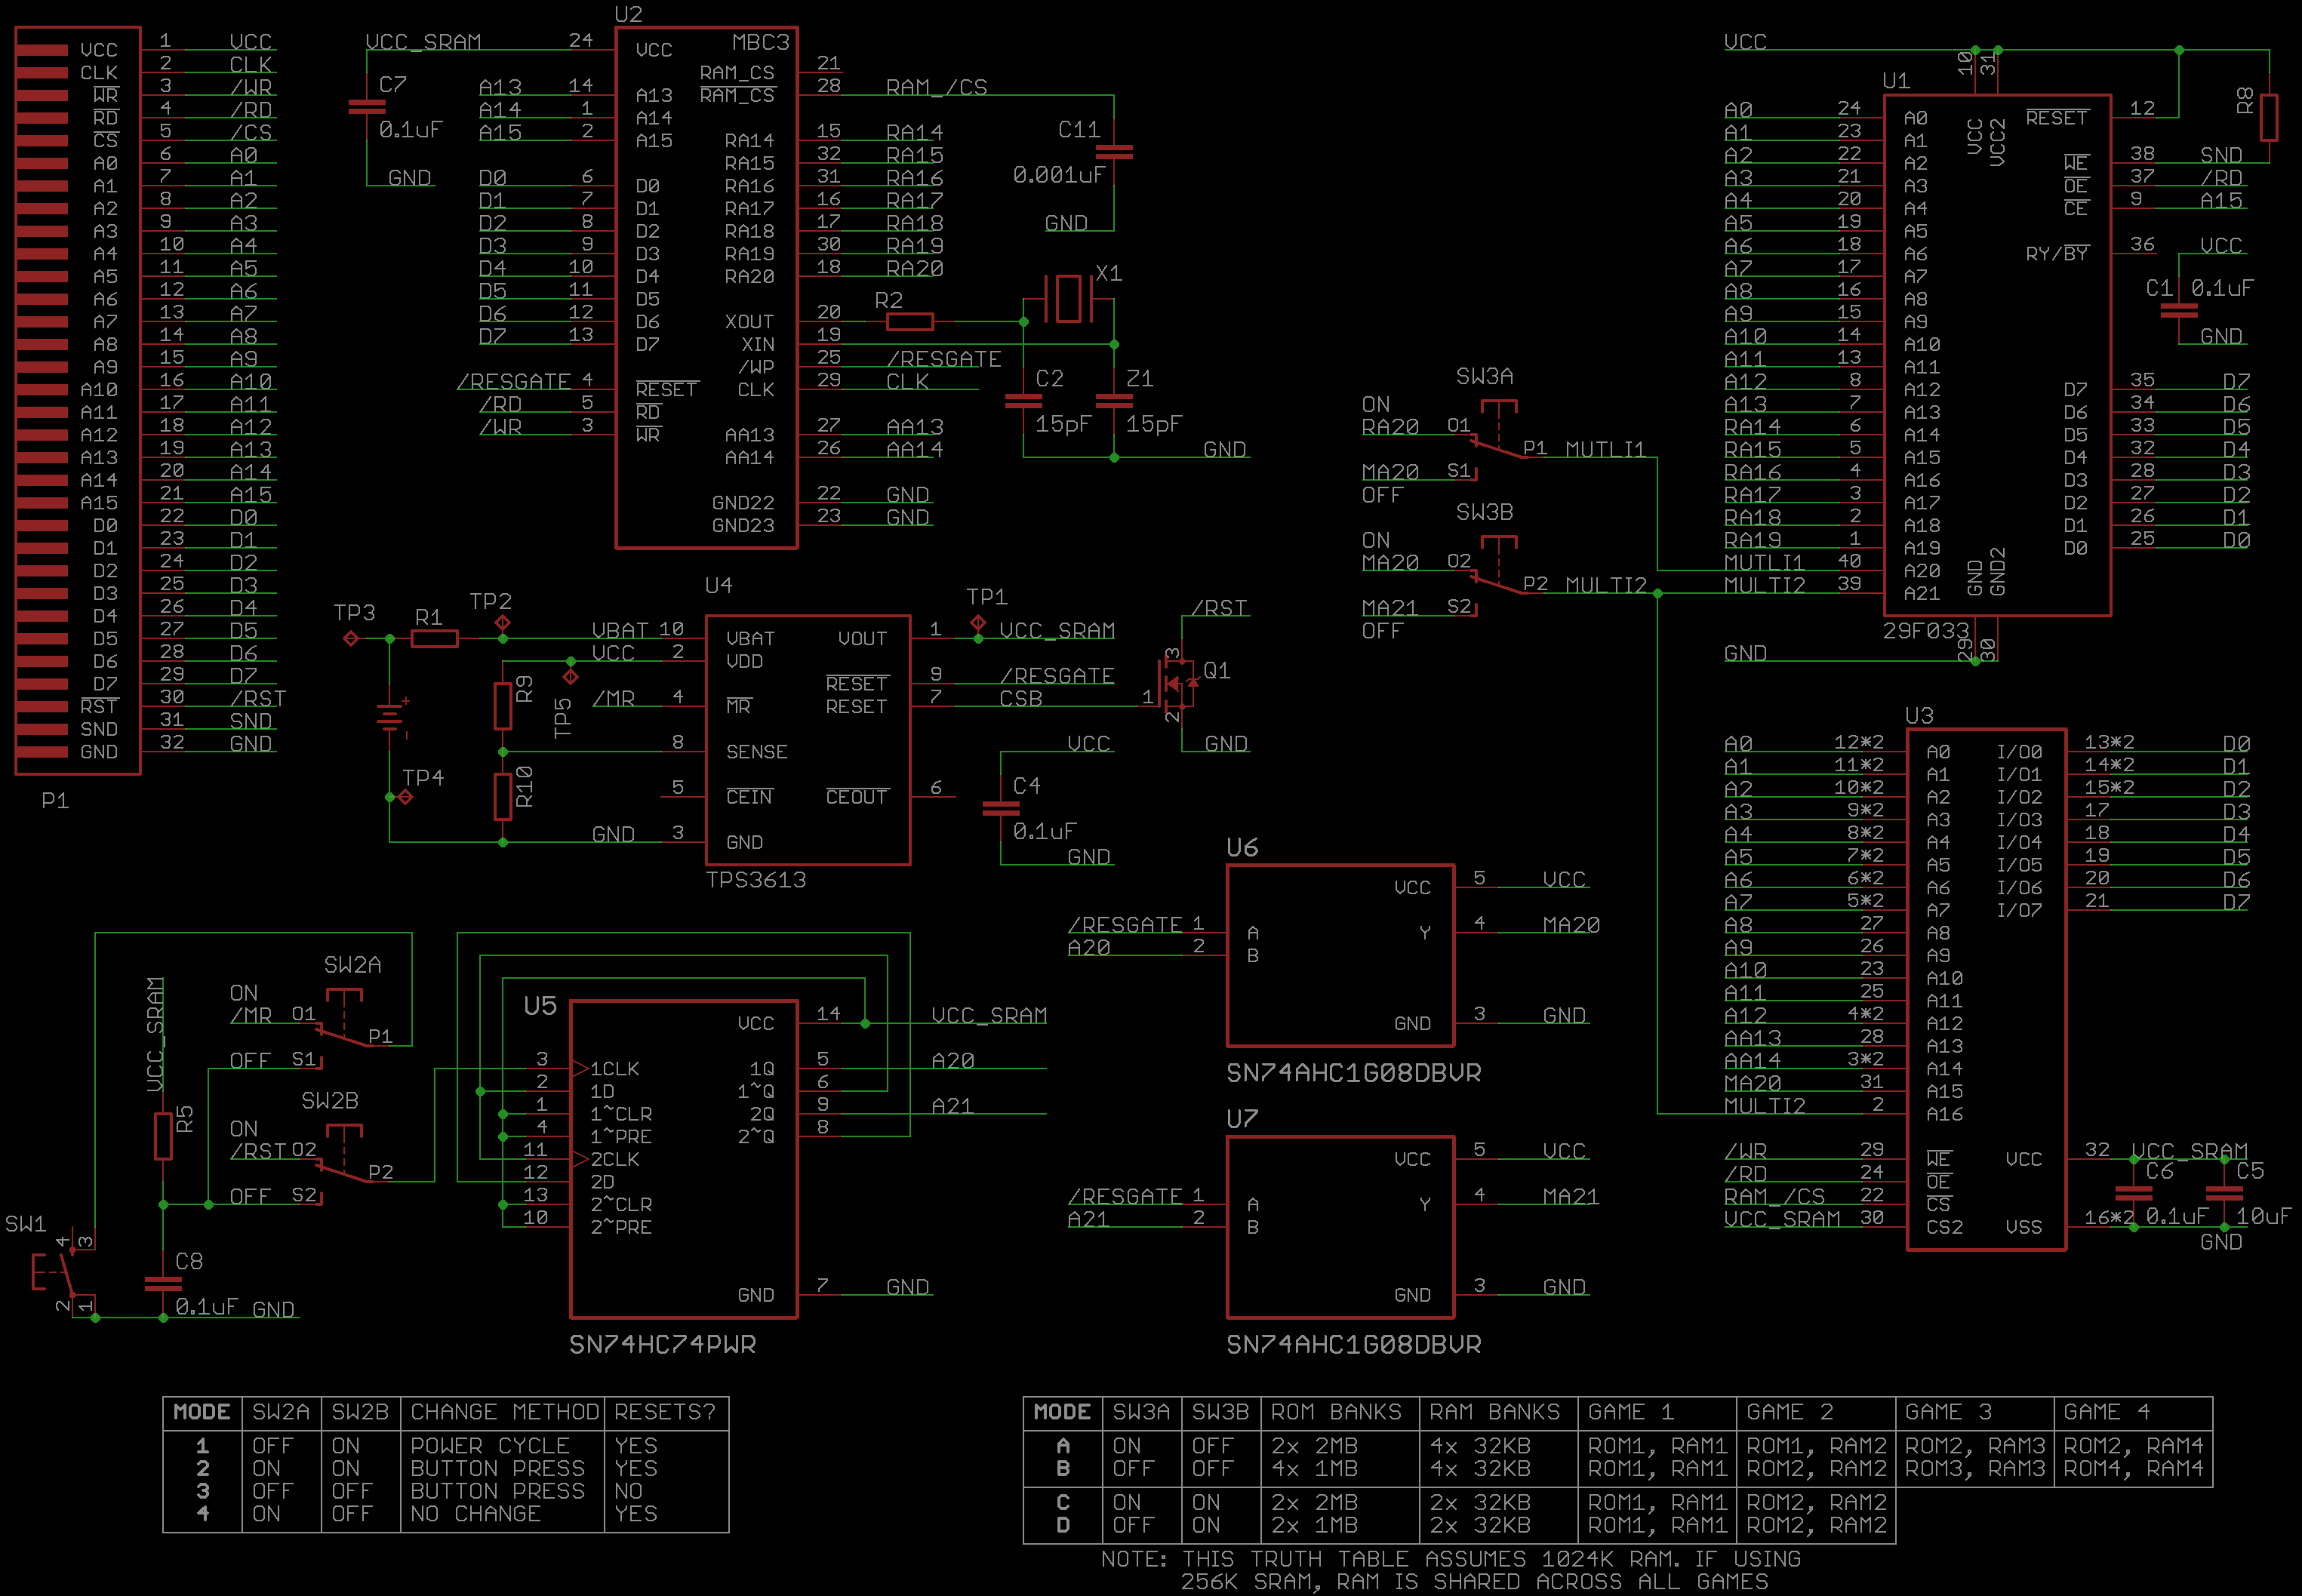 P1
VCC 1 VCC
CLK 2 CLK
WR 3 /WR
RD 4 /RD
CS 5 /CS
A0 6 A0
A1 7 A1
A2 8 A2
A3 9 A3
A4 10 A4
A5 11 A5
A6 12 A6
A7 13 A7
A8 14 A8
A9 15 A9
A10 16 A10
A11 17 A11
A12 18 A12
A13 19 A13
A14 20 A14
A15 21 A15
D0 22 D0
D1 23 D1
D2 24 D2
D3 25 D3
D4 26 D4
D5 27 D5
D6 28 D6
D7 29 D7
RST 30 /RST
SND 31 SND
GND 32 GND
U2
MBC3
VCC_SRAM 24 VCC
C7
0.1uF
GND
A13 14 A13
A14 1 A14
A15 2 A15
D0 6 D0
D1 7 D1
D2 8 D2
D3 9 D3
D4 10 D4
D5 11 D5
D6 12 D6
D7 13 D7
/RESGATE 4 RESET
/RD 5 RD
/WR 3 WR
RAM_CS 21
RAM_CS 28 RAM_/CS
RA14 15 RA14
RA15 32 RA15
RA16 31 RA16
RA17 16 RA17
RA18 17 RA18
RA19 30 RA19
RA20 18 RA20
XOUT 20
XIN 19
/WP 25 /RESGATE
CLK 29 CLK
AA13 27 AA13
AA14 26 AA14
GND22 22 GND
GND23 23 GND
C11
0.001uF
GND
X1
R2
C2
15pF
Z1
15pF
GND
SW3A
ON
RA20 O1
P1 MUTLI1
MA20 S1
OFF
SW3B
ON
MA20 O2
P2 MULTI2
MA21 S2
OFF
VCC
U1
10 31
VCC VCC2
A0 24 A0
A1 23 A1
A2 22 A2
A3 21 A3
A4 20 A4
A5 19 A5
A6 18 A6
A7 17 A7
A8 16 A8
A9 15 A9
A10 14 A10
A11 13 A11
A12 8 A12
A13 7 A13
RA14 6 A14
RA15 5 A15
RA16 4 A16
RA17 3 A17
RA18 2 A18
RA19 1 A19
MUTLI1 40 A20
MULTI2 39 A21
RESET 12
WE 38 SND
OE 37 /RD
CE 9 A15
RY/BY 36
R8
VCC
C1 0.1uF
GND
D7 35 D7
D6 34 D6
D5 33 D5
D4 32 D4
D3 28 D3
D2 27 D2
D1 26 D1
D0 25 D0
GND GND2
29F033
29 30
GND
U4
TPS3613
TP3
R1
TP2
VBAT 10 VBAT
VCC 2 VDD
R9
TP5
/MR 4 MR
8 SENSE
TP4
R10
5 CEIN
GND 3 GND
+
-
VOUT 1 VCC_SRAM
TP1
RESET 9 /RESGATE
RESET 7 CSB
CEOUT 6
/RST
3
1
2
Q1
GND
VCC
C4
0.1uF
GND
SW2A
ON
/MR O1
P1
OFF S1
SW2B
ON
/RST O2
P2
OFF S2
VCC_SRAM
R5
SW1
4 3
2 1
C8
0.1uF
GND
U5
VCC 14 VCC_SRAM
3 1CLK
2 1D
1 1~CLR
4 1~PRE
11 2CLK
12 2D
13 2~CLR
10 2~PRE
1Q 5 A20
1~Q 6
2Q 9 A21
2~Q 8
GND 7 GND
SN74HC74PWR
U6
VCC 5 VCC
/RESGATE 1 A
A20 2 B
Y 4 MA20
GND 3 GND
SN74AHC1G08DBVR
U7
VCC 5 VCC
/RESGATE 1 A
A21 2 B
Y 4 MA21
GND 3 GND
SN74AHC1G08DBVR
U3
A0 12*2 A0
A1 11*2 A1
A2 10*2 A2
A3 9*2 A3
A4 8*2 A4
A5 7*2 A5
A6 6*2 A6
A7 5*2 A7
A8 27 A8
A9 26 A9
A10 23 A10
A11 25 A11
A12 4*2 A12
AA13 28 A13
AA14 3*2 A14
MA20 31 A15
MULTI2 2 A16
/WR 29 WE
/RD 24 OE
RAM_/CS 22 CS
VCC_SRAM 30 CS2
I/O0 13*2 D0
I/O1 14*2 D1
I/O2 15*2 D2
I/O3 17 D3
I/O4 18 D4
I/O5 19 D5
I/O6 20 D6
I/O7 21 D7
VCC 32 VCC_SRAM
C6 C5
VSS 16*2 0.1uF 10uF
GND
MODE SW2A SW2B CHANGE METHOD RESETS?
1 OFF ON POWER CYCLE YES
2 ON ON BUTTON PRESS YES
3 OFF OFF BUTTON PRESS NO
4 ON OFF NO CHANGE YES
MODE SW3A SW3B ROM BANKS RAM BANKS GAME 1 GAME 2 GAME 3 GAME 4
A ON OFF 2x 2MB 4x 32KB ROM1, RAM1 ROM1, RAM2 ROM2, RAM3 ROM2, RAM4
B OFF OFF 4x 1MB 4x 32KB ROM1, RAM1 ROM2, RAM2 ROM3, RAM3 ROM4, RAM4
C ON ON 2x 2MB 2x 32KB ROM1, RAM1 ROM2, RAM2
D OFF ON 2x 1MB 2x 32KB ROM1, RAM1 ROM2, RAM2
NOTE: THIS TRUTH TABLE ASSUMES 1024K RAM. IF USING
256K SRAM, RAM IS SHARED ACROSS ALL GAMES